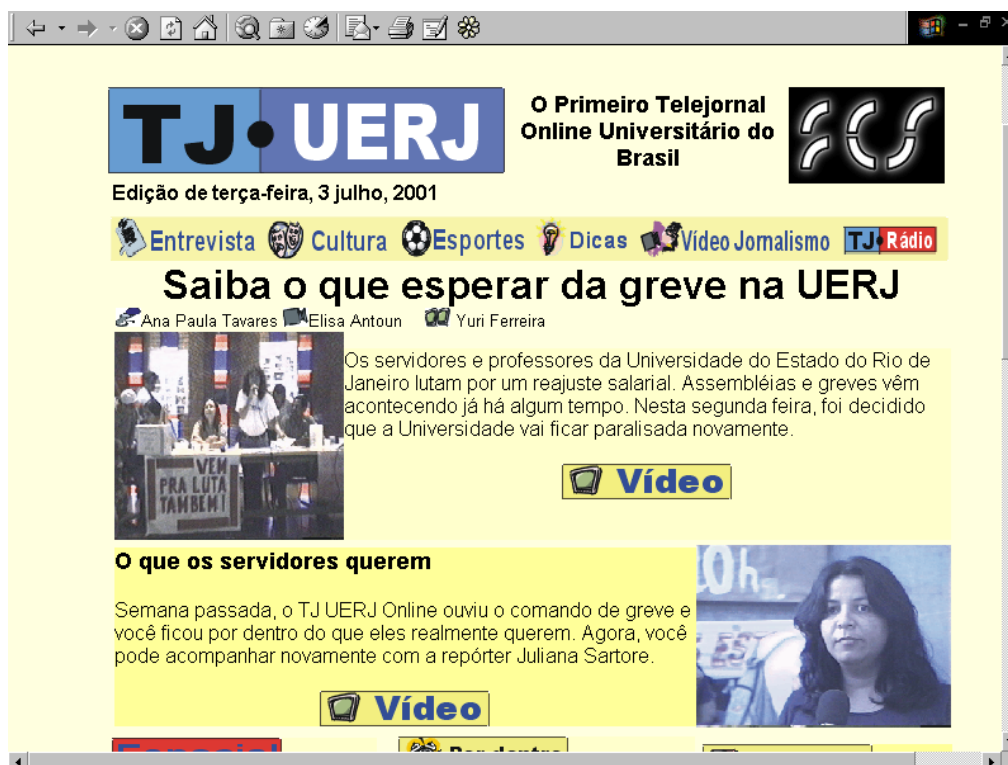 TJ•UERJ
O Primeiro Telejornal
Online Universitário do
Brasil
FCS
Edição de terça-feira, 3 julho, 2001
Entrevista Cultura Esportes Dicas Vídeo Jornalismo TJ•Rádio
Saiba o que esperar da greve na UERJ
Ana Paula Tavares Elisa Antoun Yuri Ferreira
Os servidores e professores da Universidade do Estado do Rio de
Janeiro lutam por um reajuste salarial. Assembléias e greves vêm
acontecendo já há algum tempo. Nesta segunda feira, foi decidido
que a Universidade vai ficar paralisada novamente.
VEM
PRA LUTA
TAMBEM!
Vídeo
O que os servidores querem
Semana passada, o TJ UERJ Online ouviu o comando de greve e
você ficou por dentro do que eles realmente querem. Agora, você
pode acompanhar novamente com a repórter Juliana Sartore.
Vídeo
Especial
Por dentro